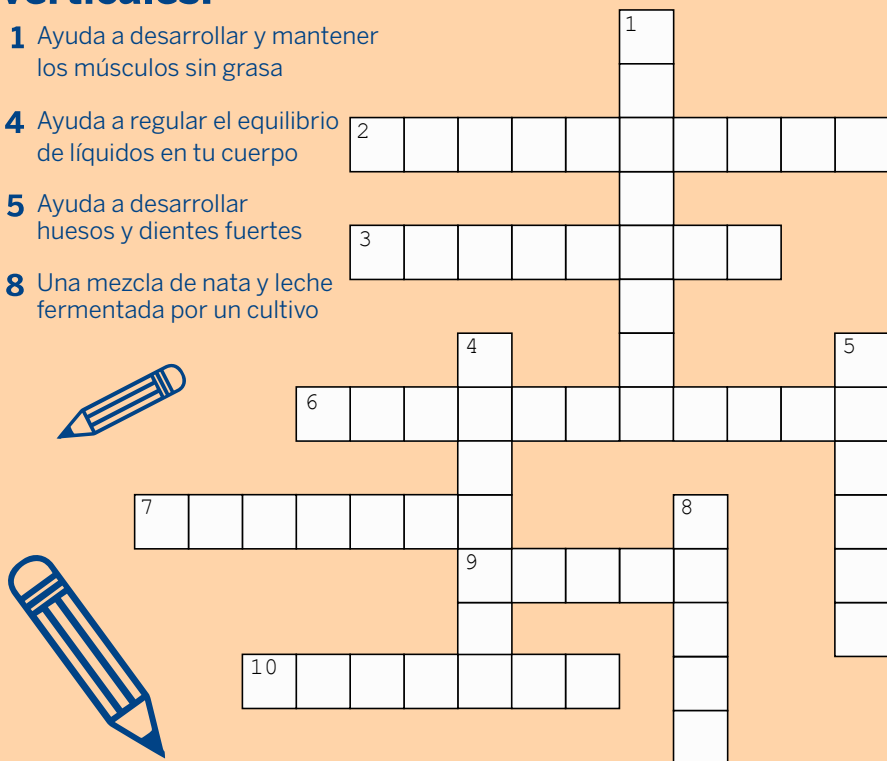 verticales:
1 Ayuda a desarrollar y mantener
los músculos sin grasa
4 Ayuda a regular el equilibrio
de líquidos en tu cuerpo
5 Ayuda a desarrollar
huesos y dientes fuertes
8 Una mezcla de nata y leche
fermentada por un cultivo
1
2
3
4
5
6
7
8
9
10